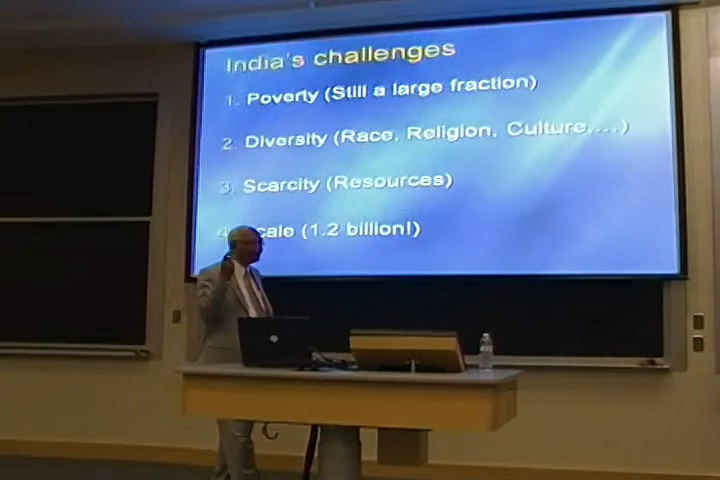 India's challenges
1. Poverty (Still a large fraction)
2. Diversity (Race, Religion, Culture....)
3. Scarcity (Resources)
4. cale (1.2 billion!)